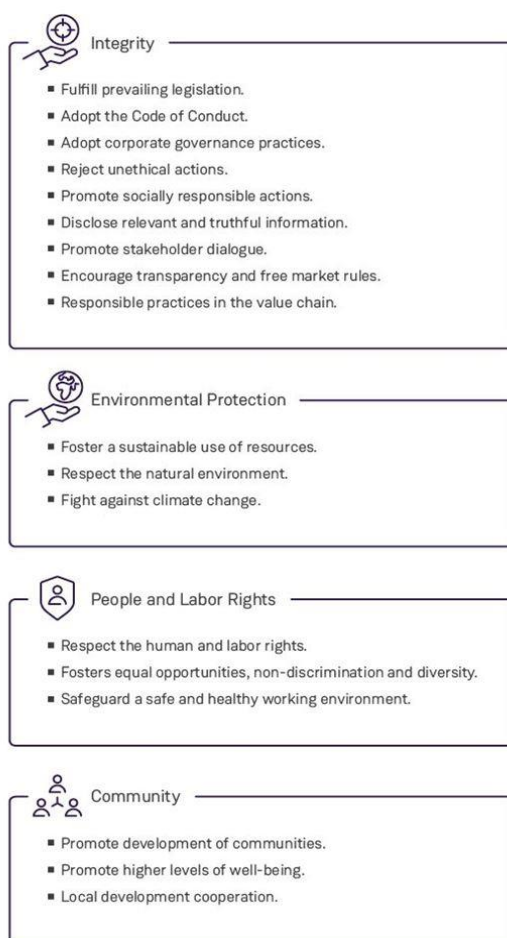 Integrity
▪ Fulfill prevailing legislation.
▪ Adopt the Code of Conduct.
▪ Adopt corporate governance practices.
▪ Reject unethical actions.
▪ Promote socially responsible actions.
▪ Disclose relevant and truthful information.
▪ Promote stakeholder dialogue.
▪ Encourage transparency and free market rules.
▪ Responsible practices in the value chain.
Environmental Protection
▪ Foster a sustainable use of resources.
▪ Respect the natural environment.
▪ Fight against climate change.
People and Labor Rights
▪ Respect the human and labor rights.
▪ Fosters equal opportunities, non-discrimination and diversity.
▪ Safeguard a safe and healthy working environment.
Community
▪ Promote development of communities.
▪ Promote higher levels of well-being.
▪ Local development cooperation.